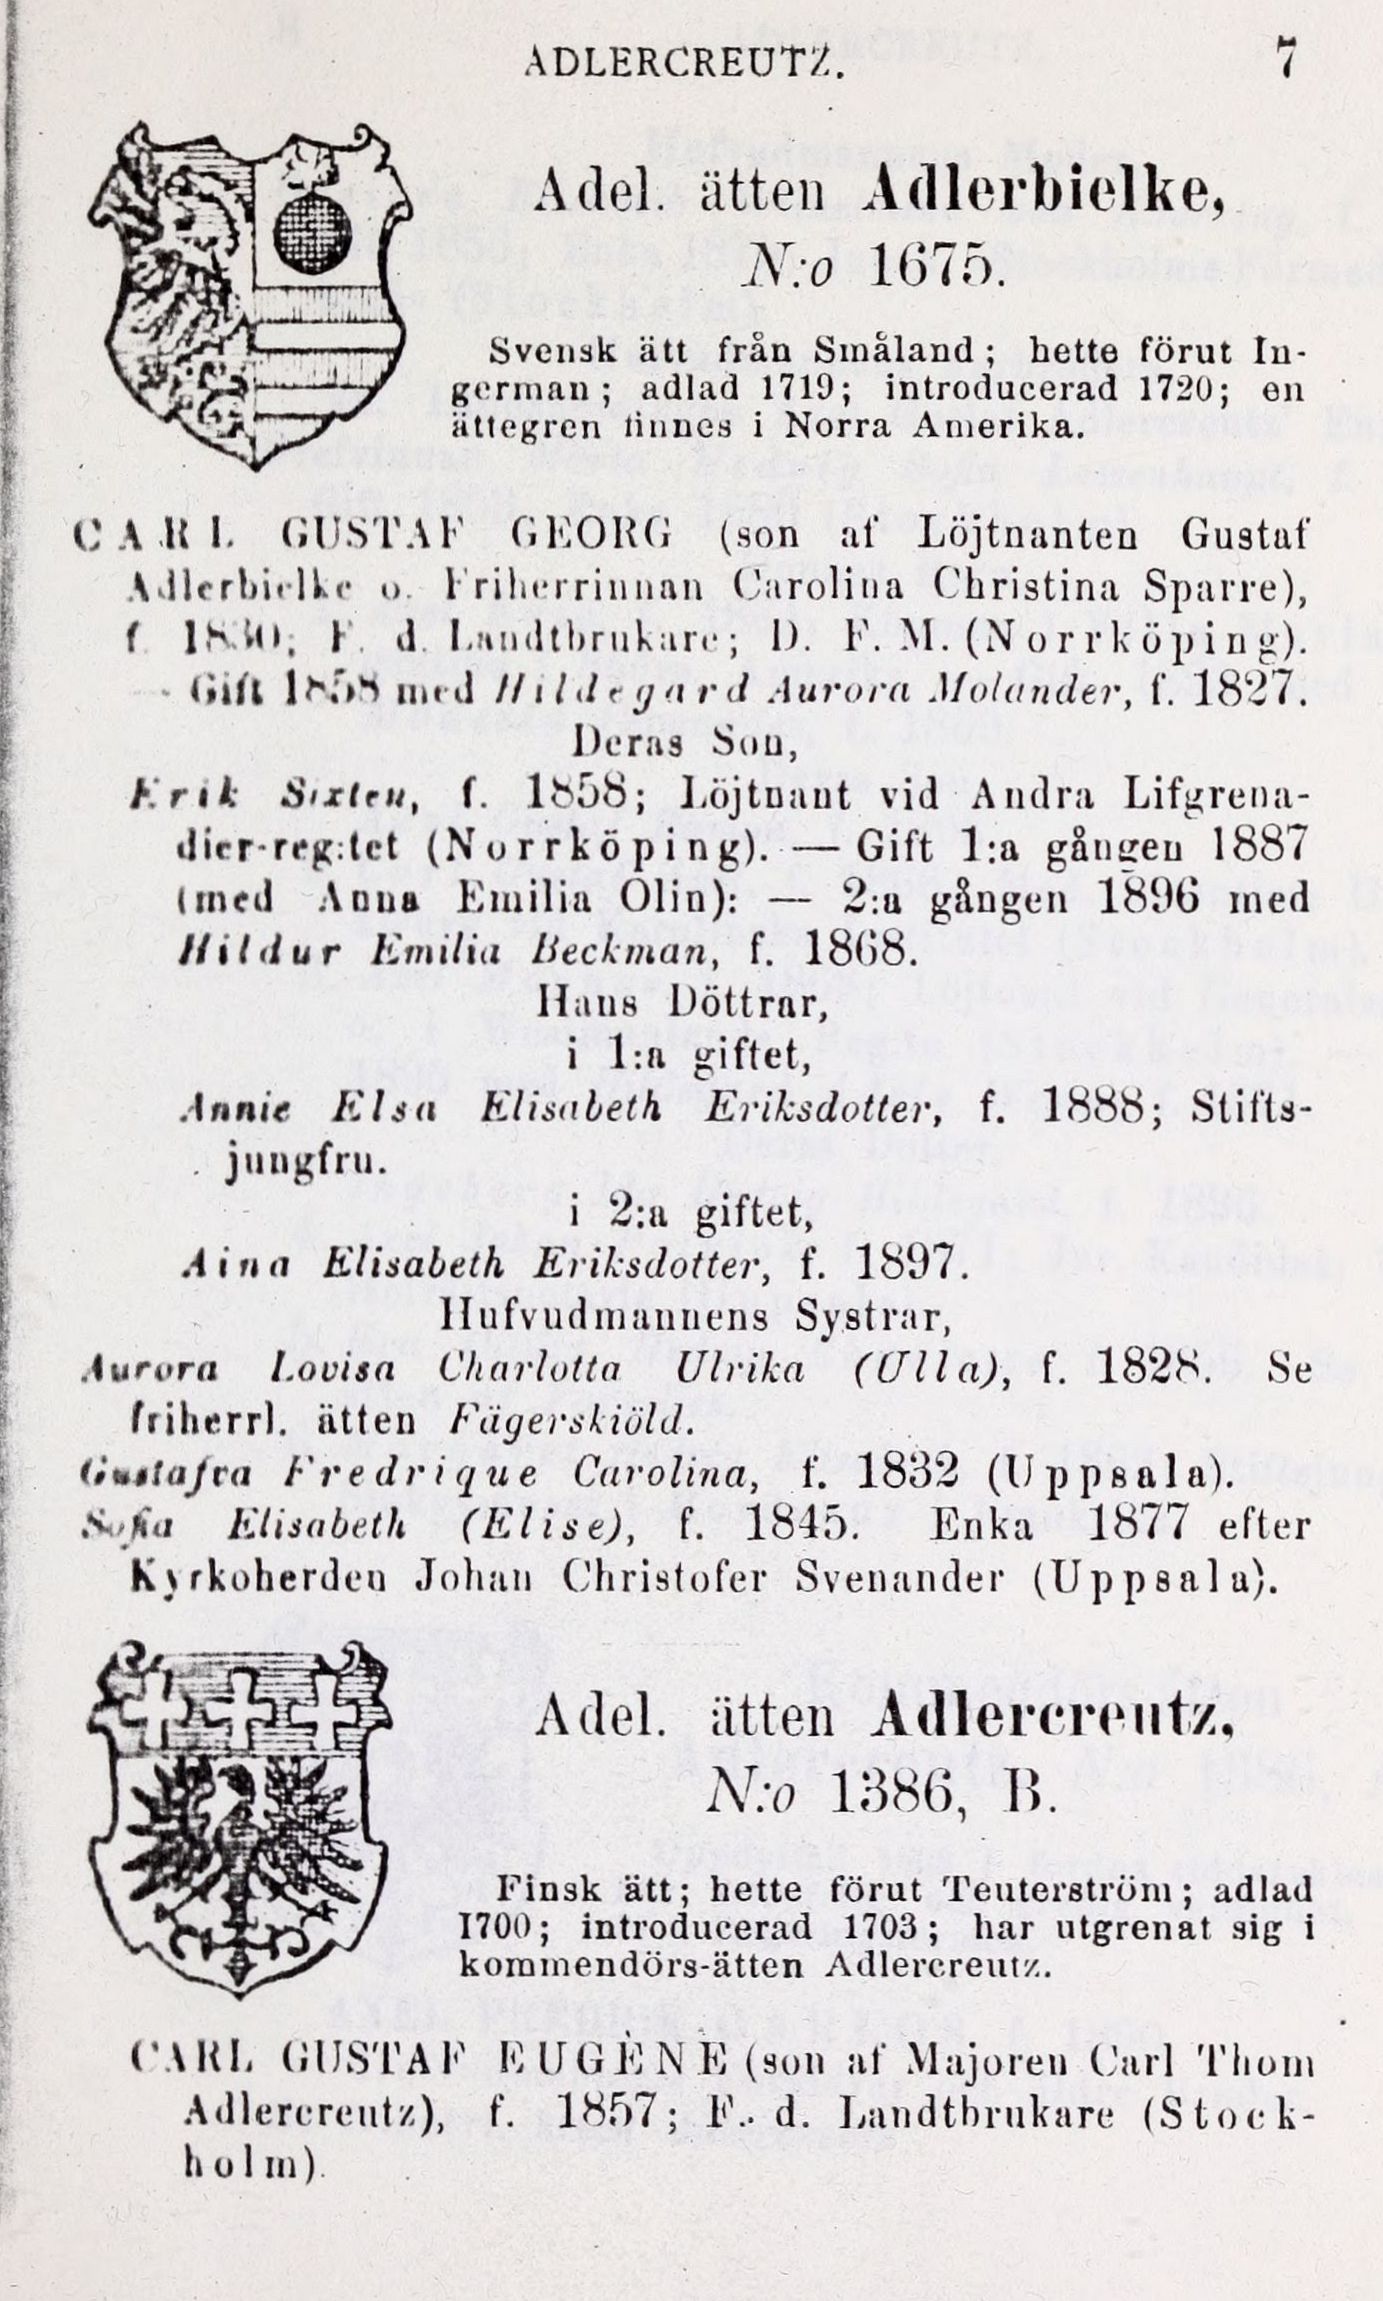 ADLERCREUTZ. 7
Adel. ätten Adlerbielke,
N:o 1675.
Svensk ätt från Småland; hette förut In-
german; adlad 1719; introducerad 1720; en
ättegren finnes i Norra Amerika.
CARL GUSTAF GEORG (son af Löjtnanten Gustaf
Adlerbielke o. Friherrinnan Carolina Christina Sparre),
f. 1830; F. d. Landtbrukare; D. F. M. (Norrköping).
- Gift 1858 med Hildegard Aurora Molander, f. 1827.
Deras Son,
Erik Sixten, f. 1858; Löjtnant vid Andra Lifgrena-
dier-reg:tet (Norrköping). — Gift 1:a gången 1887
(med Anna Emilia Olin): — 2:a gången 1896 med
Hildur Emilia Beckman, f. 1868.
Hans Döttrar,
i 1:a giftet,
Annie Elsa Elisabeth Eriksdotter, f. 1888; Stifts-
jungfru.
i 2:a giftet,
Aina Elisabeth Eriksdotter, f. 1897.
Hufvudmannens Systrar,
Aurora Lovisa Charlotta Ulrika (Ulla), f. 1828. Se
friherrl. ätten Fägerskiöld.
Gustafva Fredrique Carolina, f. 1832 (Uppsala).
Sofia Elisabeth (Elise), f. 1845. Enka 1877 efter
Kyrkoherden Johan Christofer Svenander (Uppsala).
Adel. ätten Adlercreutz,
N:o 1386, B.
Finsk ätt; hette förut Teuterström; adlad
1700; introducerad 1703; har utgrenat sig i
kommendörs-ätten Adlercreutz.
CARL GUSTAF EUGÈNE (son af Majoren Carl Thom
Adlercreutz), f. 1857; F. d. Landtbrukare (Stock-
holm).